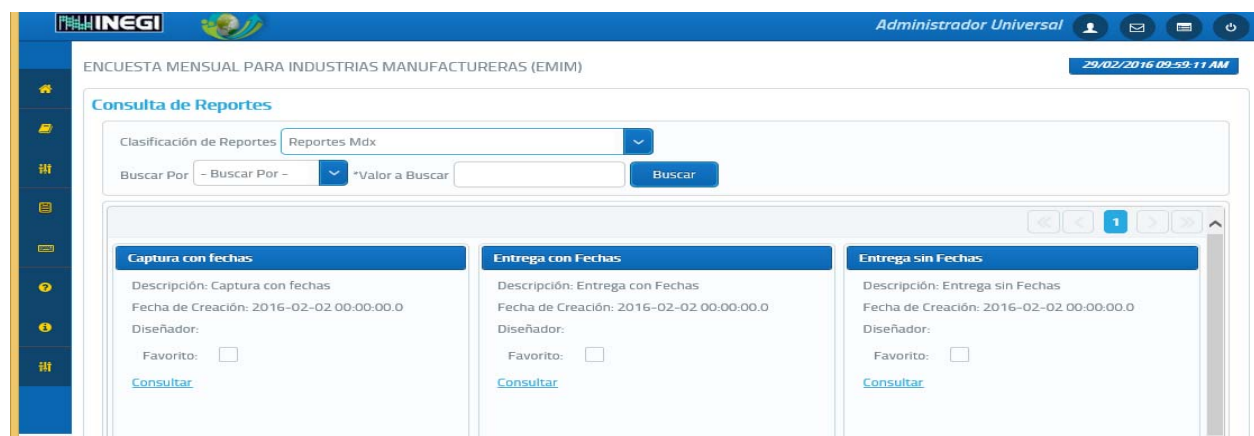 INEGI
Administrador Universal
ENCUESTA MENSUAL PARA INDUSTRIAS MANUFACTURERAS (EMIM)
29/02/2016 09:59:11 AM
Consulta de Reportes
Clasificación de Reportes Reportes Mdx
Buscar Por - Buscar Por - *Valor a Buscar Buscar
1
Captura con fechas
Descripción: Captura con fechas
Fecha de Creación: 2016-02-02 00:00:00.0
Diseñador:
Favorito:
Consultar
Entrega con Fechas
Descripción: Entrega con Fechas
Fecha de Creación: 2016-02-02 00:00:00.0
Diseñador:
Favorito:
Consultar
Entrega sin Fechas
Descripción: Entrega sin Fechas
Fecha de Creación: 2016-02-02 00:00:00.0
Diseñador:
Favorito:
Consultar